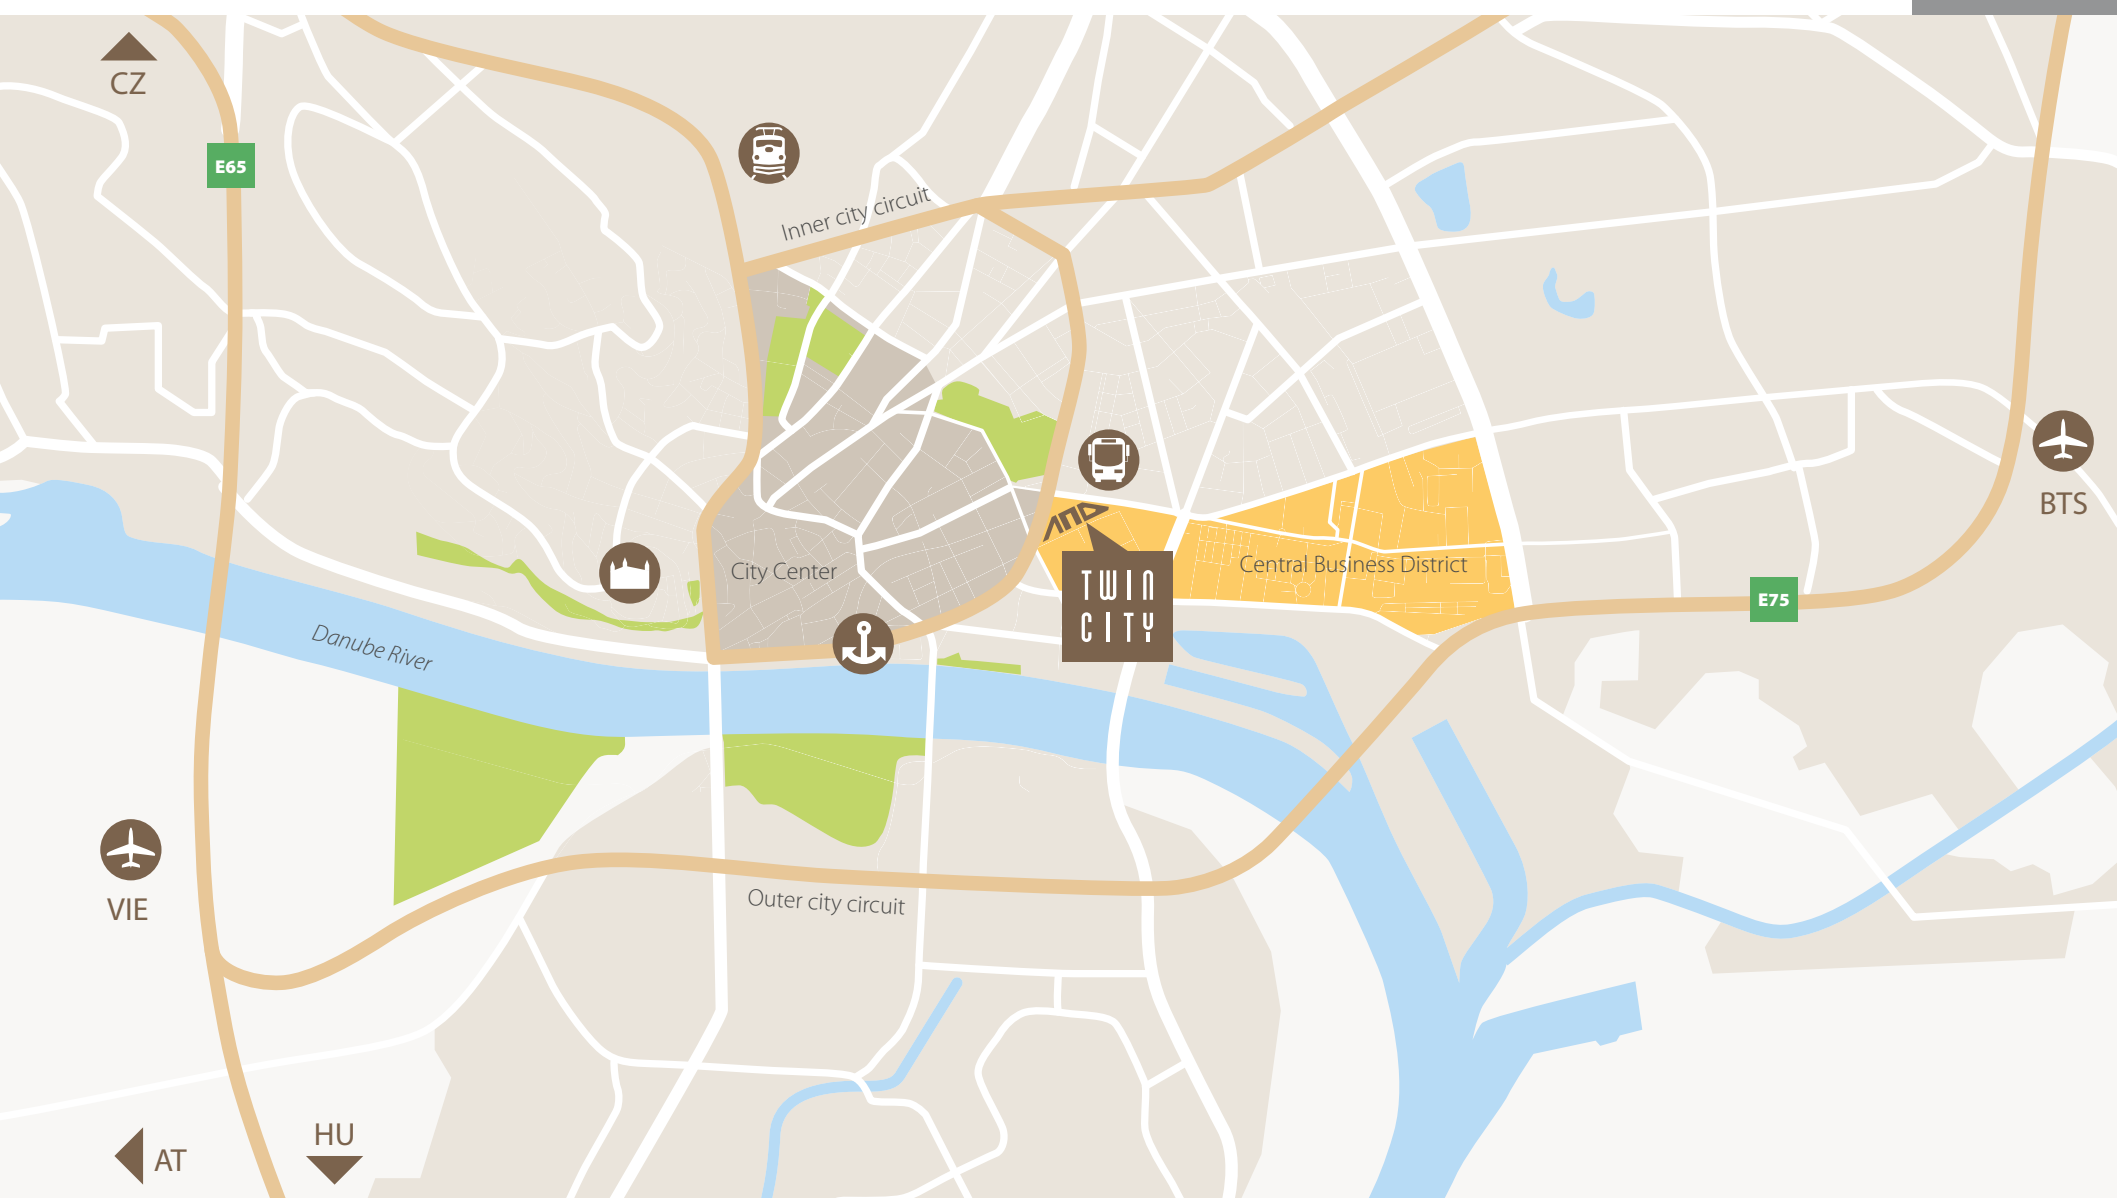 CZ
E65
Inner city circuit
BTS
City Center
Central Business District
TWIN
CITY
E75
Danube River
VIE
Outer city circuit
HU
AT